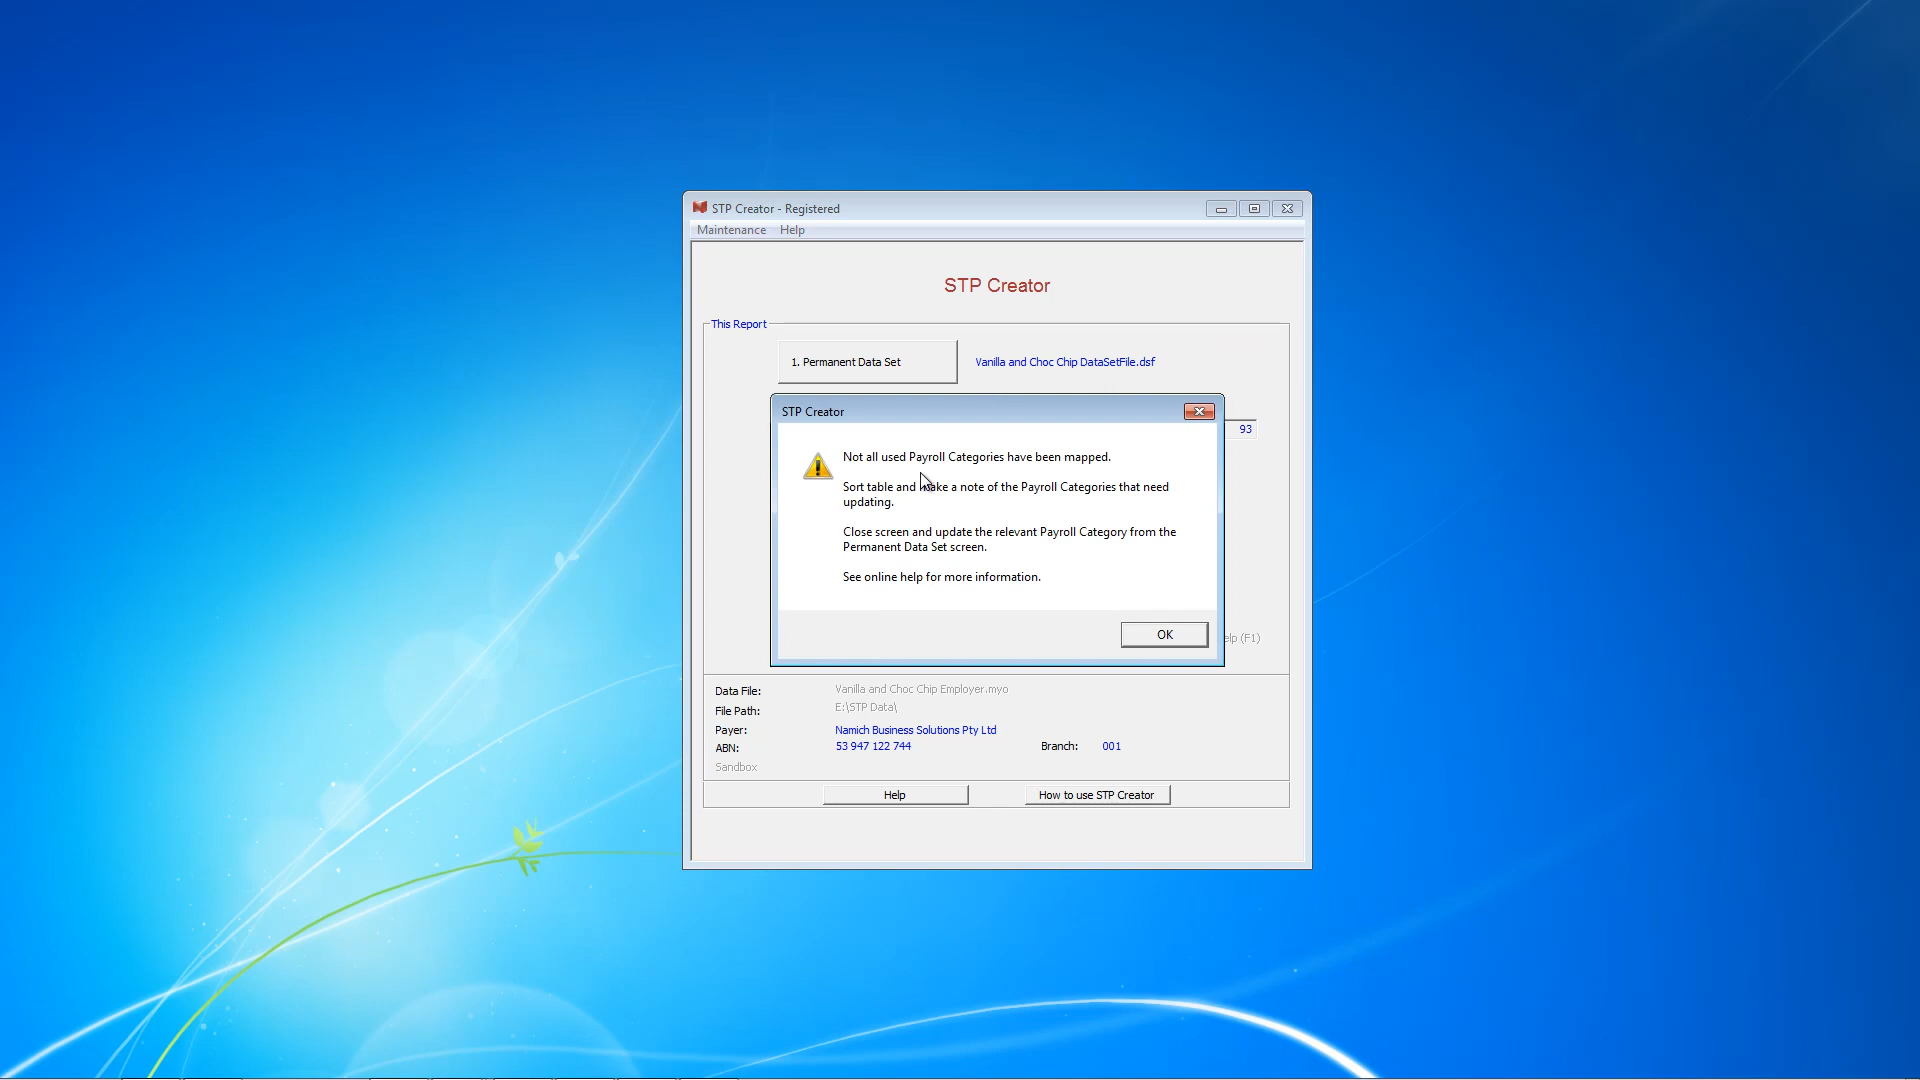 STP Creator - Registered
Maintenance Help
STP Creator
This Report
1. Permanent Data Set
Vanilla and Choc Chip DataSetFile.dsf
STP Creator
93
Not all used Payroll Categories have been mapped.
Sort table and make a note of the Payroll Categories that need
updating.
Close screen and update the relevant Payroll Category from the
Permanent Data Set screen.
See online help for more information.
OK
elp (F1)
Data File: Vanilla and Choc Chip Employer.myo
File Path: E:\STP Data\
Payer: Namich Business Solutions Pty Ltd
ABN: 53 947 122 744 Branch: 001
Sandbox
Help How to use STP Creator